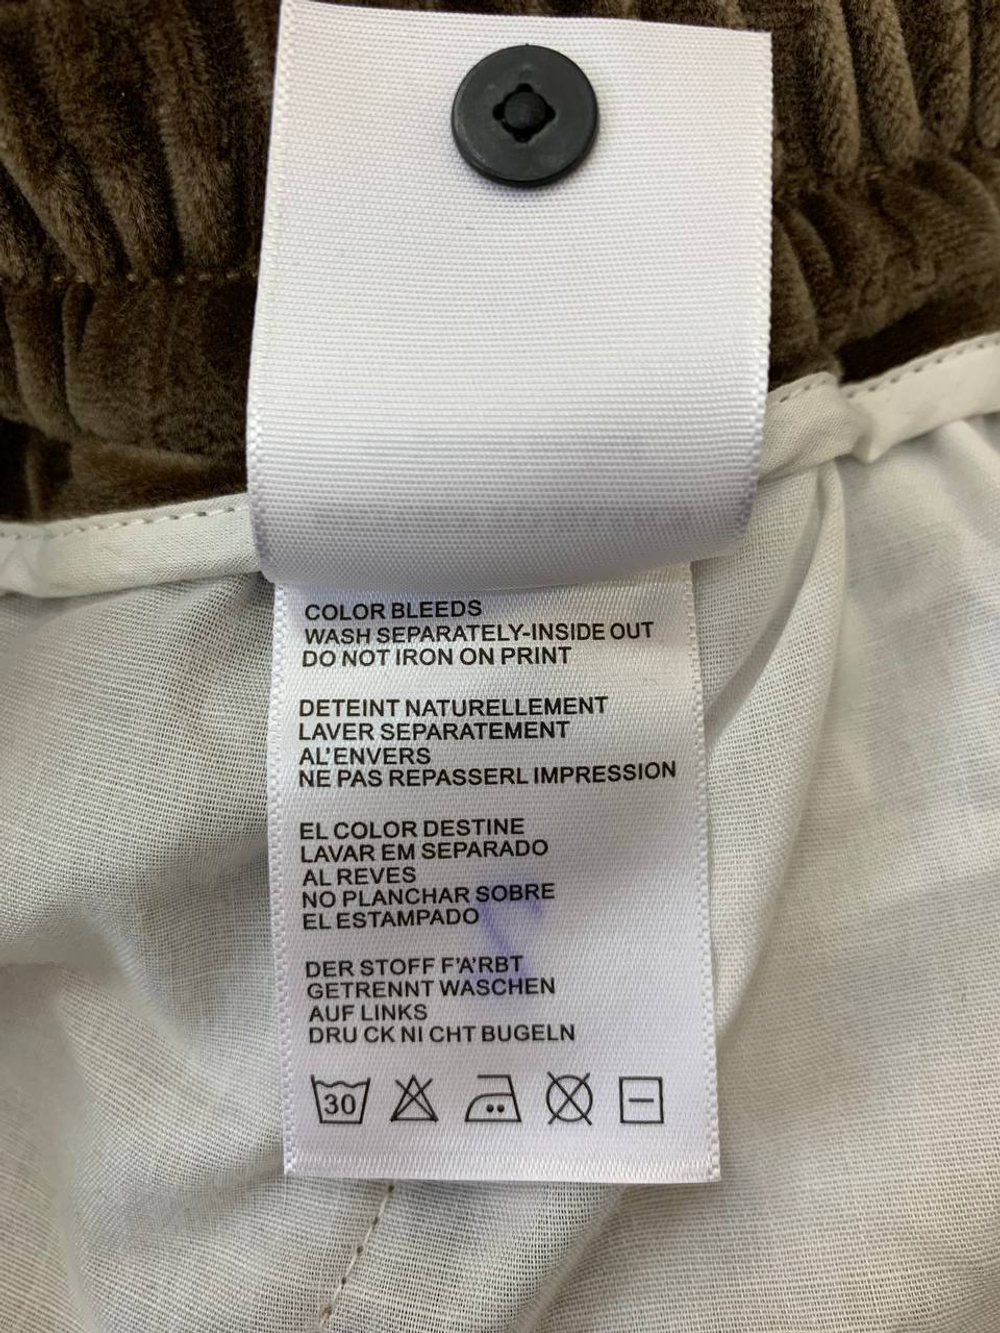 COLOR BLEEDS
WASH SEPARATELY-INSIDE OUT
DO NOT IRON ON PRINT
DETEINT NATURELLEMENT
LAVER SEPARATEMENT
AL'ENVERS
NE PAS REPASSERL IMPRESSION
EL COLOR DESTINE
LAVAR EM SEPARADO
AL REVES
NO PLANCHAR SOBRE
EL ESTAMPADO
DER STOFF F'A'RBT
GETRENNT WASCHEN
AUF LINKS
DRU CK NI CHT BUGELN
30